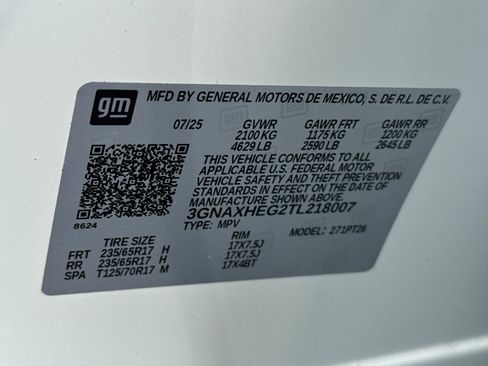 gm
MFD BY GENERAL MOTORS DE MEXICO, S. DE R.L. DE C.V.
07/25 GVWR GAWR FRT GAWR RR
2100 KG 1175 KG 1200 KG
4629 LB 2590 LB 2645 LB
THIS VEHICLE CONFORMS TO ALL
APPLICABLE U.S. FEDERAL MOTOR
VEHICLE SAFETY AND THEFT PREVENTION
STANDARDS IN EFFECT ON THE DATE OF
MANUFACTURE SHOWN ABOVE.
3GNAXHEG2TL218007
8624 TYPE: MPV MODEL: 271PT26
TIRE SIZE RIM
FRT 235/65R17 H 17X7.5J
RR 235/65R17 H 17X7.5J
SPA T125/70R17 M 17X4BT